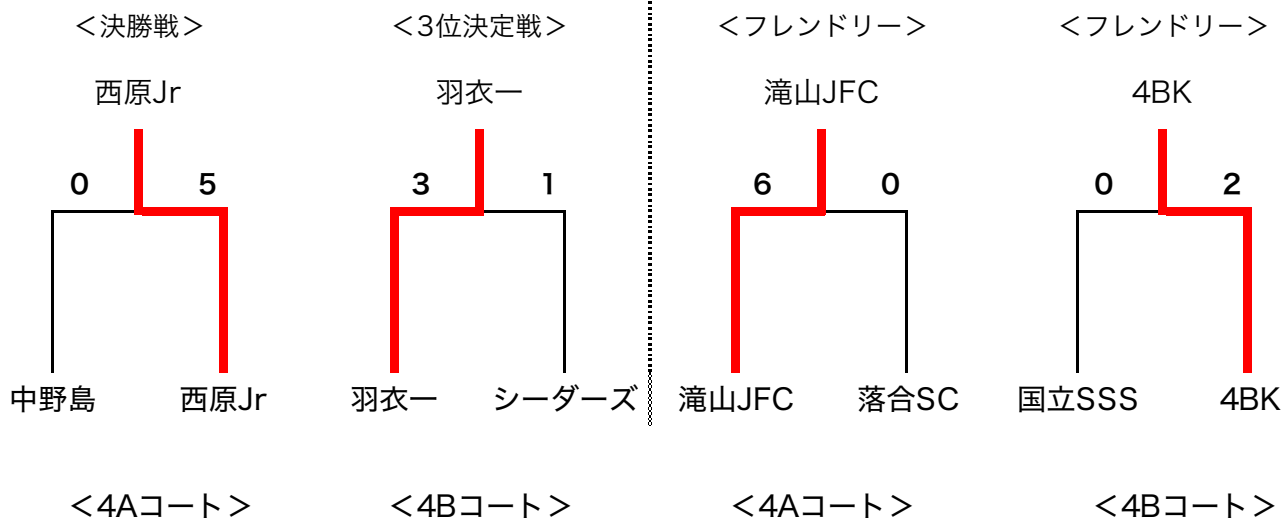 ＜決勝戦＞ ＜3位決定戦＞ ＜フレンドリー＞ ＜フレンドリー＞
西原Jr 羽衣一 滝山JFC 4BK
0 5 3 1 6 0 0 2
中野島 西原Jr 羽衣一 シーダーズ 滝山JFC 落合SC 国立SSS 4BK
＜4Aコート＞ ＜4Bコート＞ ＜4Aコート＞ ＜4Bコート＞